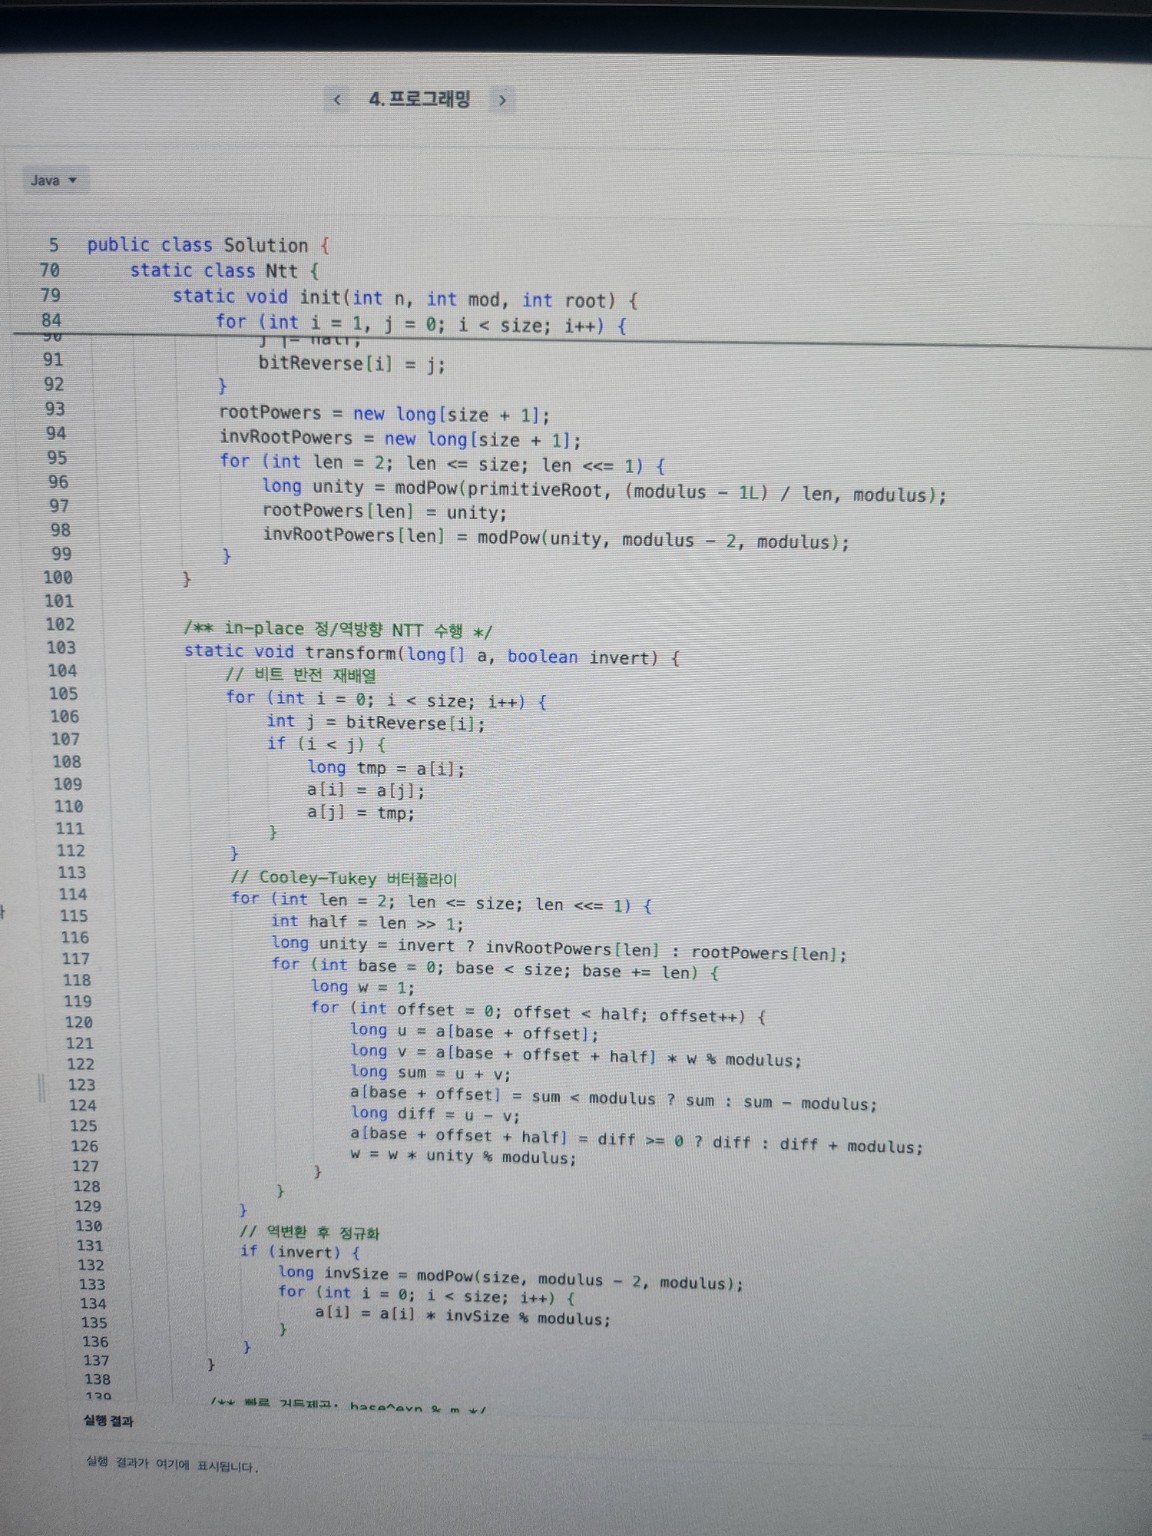 4. 프로그래밍
Java
5 public class Solution {
70 static class Ntt {
79 static void init(int n, int mod, int root) {
84 for (int i = 1, j = 0; i < size; i++) {
90 j |= half;
91 bitReverse[i] = j;
92 }
93 rootPowers = new long[size + 1];
94 invRootPowers = new long[size + 1];
95 for (int len = 2; len <= size; len <<= 1) {
96 long unity = modPow(primitiveRoot, (modulus - 1L) / len, modulus);
97 rootPowers[len] = unity;
98 invRootPowers[len] = modPow(unity, modulus - 2, modulus);
99 }
100 }
101
102 /** in-place 정/역방향 NTT 수행 */
103 static void transform(long[] a, boolean invert) {
104 // 비트 반전 재배열
105 for (int i = 0; i < size; i++) {
106 int j = bitReverse[i];
107 if (i < j) {
108 long tmp = a[i];
109 a[i] = a[j];
110 a[j] = tmp;
111 }
112 }
113 // Cooley–Tukey 버터플라이
114 for (int len = 2; len <= size; len <<= 1) {
115 int half = len >> 1;
116 long unity = invert ? invRootPowers[len] : rootPowers[len];
117 for (int base = 0; base < size; base += len) {
118 long w = 1;
119 for (int offset = 0; offset < half; offset++) {
120 long u = a[base + offset];
121 long v = a[base + offset + half] * w % modulus;
122 long sum = u + v;
123 a[base + offset] = sum < modulus ? sum : sum - modulus;
124 long diff = u - v;
125 a[base + offset + half] = diff >= 0 ? diff : diff + modulus;
126 w = w * unity % modulus;
127 }
128 }
129 }
130 // 역변환 후 정규화
131 if (invert) {
132 long invSize = modPow(size, modulus - 2, modulus);
133 for (int i = 0; i < size; i++) {
134 a[i] = a[i] * invSize % modulus;
135 }
136 }
137 }
138
139 /** 빠른 거듭제곱: base^exp % m */
실행 결과
실행 결과가 여기에 표시됩니다.